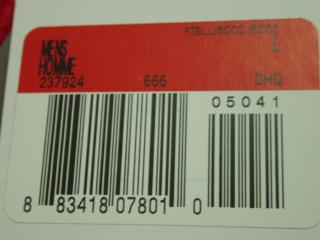 FTBLL/SOCC /SOCC
L
MENS
HOMME
237924 666 DHQ
05041
8 83418 07801 0